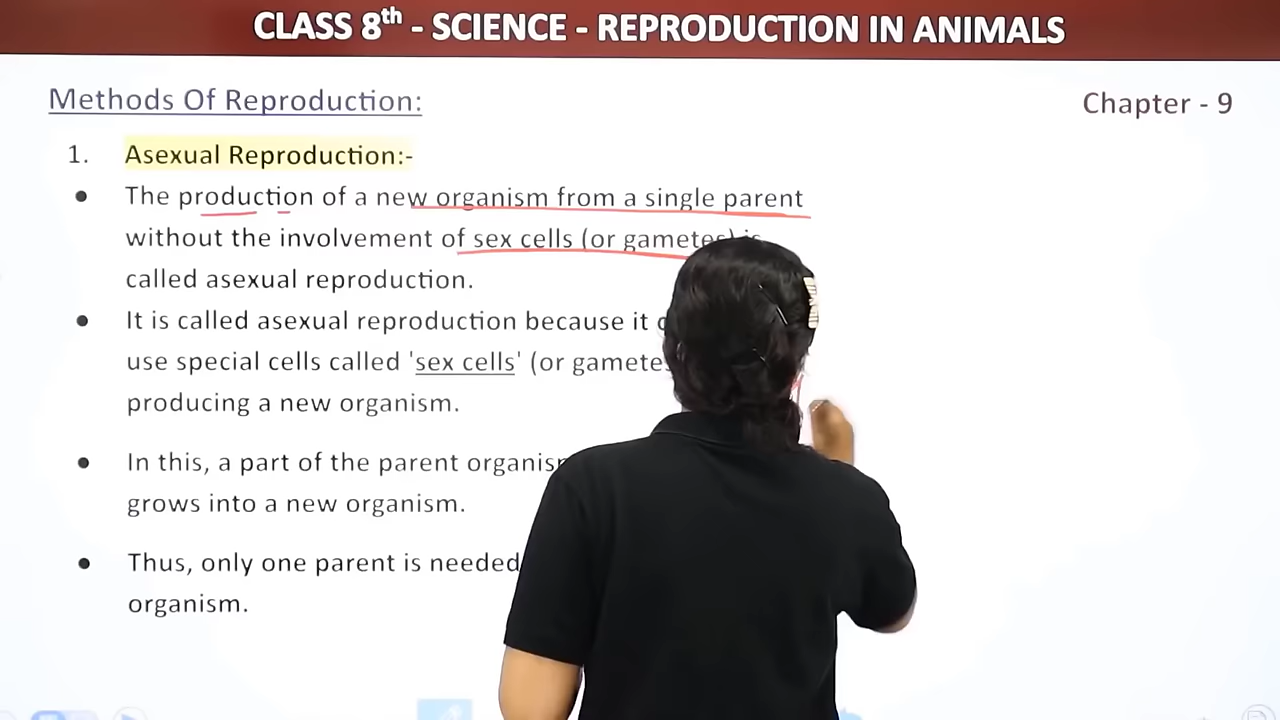 CLASS 8th - SCIENCE - REPRODUCTION IN ANIMALS
Methods Of Reproduction:
Chapter - 9
1. Asexual Reproduction:-
● The production of a new organism from a single parent
without the involvement of sex cells (or gametes) is
called asexual reproduction.
● It is called asexual reproduction because it
use special cells called 'sex cells' (or gametes
producing a new organism.
● In this, a part of the parent organism
grows into a new organism.
● Thus, only one parent is needed
organism.